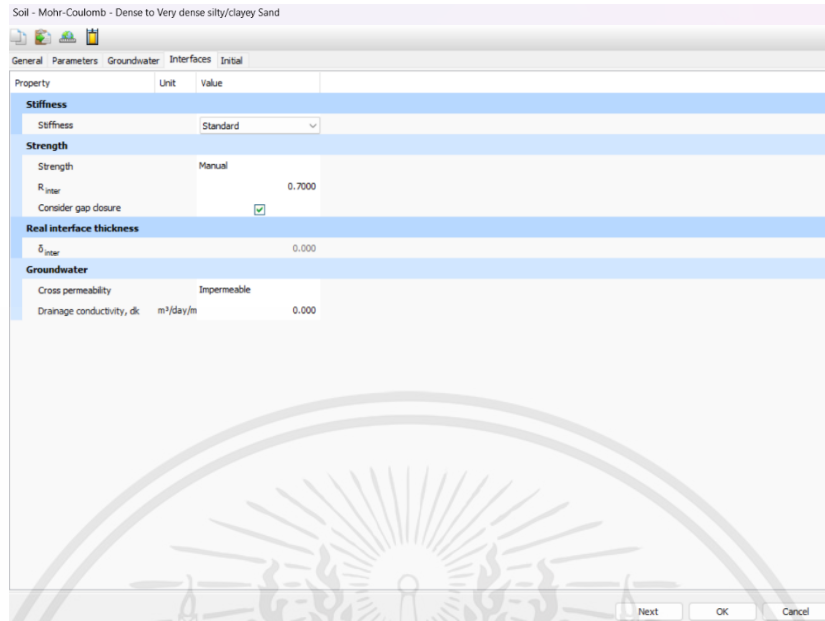 Soil - Mohr-Coulomb - Dense to Very dense silty/clayey Sand
General Parameters Groundwater Interfaces Initial
Property Unit Value
Stiffness
Stiffness Standard
Strength
Strength Manual
R inter 0.7000
Consider gap closure
Real interface thickness
δ inter 0.000
Groundwater
Cross permeability Impermeable
Drainage conductivity, dk m³/day/m 0.000
Next OK Cancel